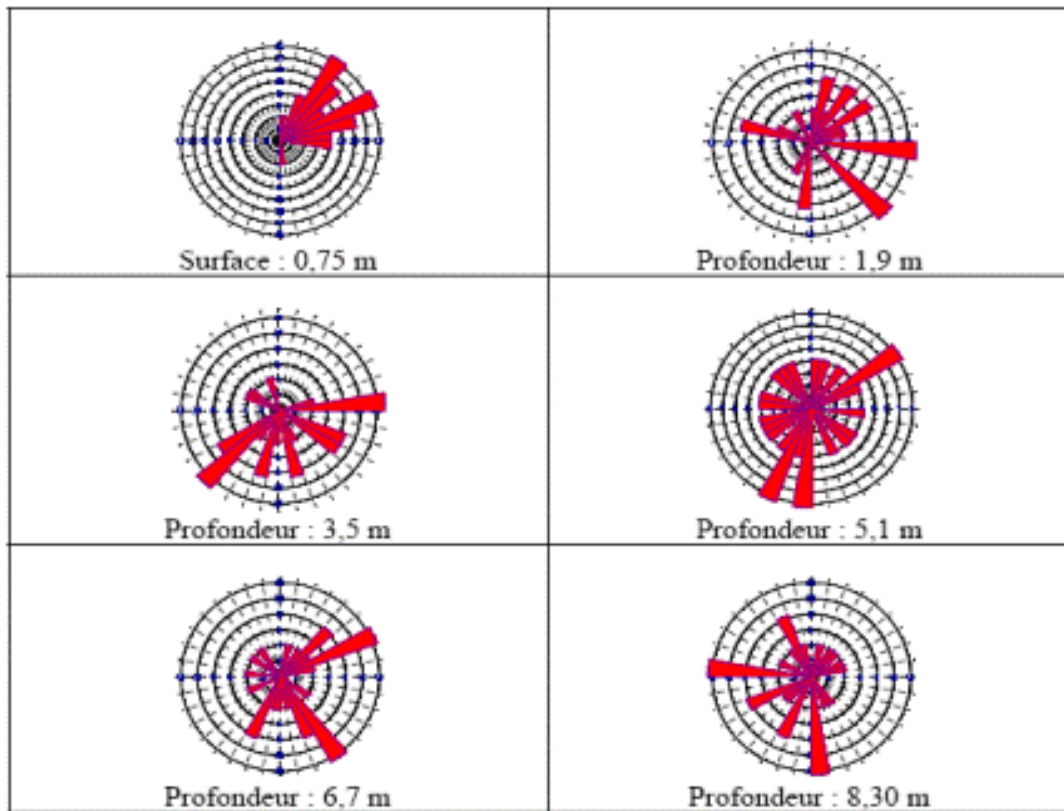 Surface : 0,75 m
Profondeur : 1,9 m
Profondeur : 3,5 m
Profondeur : 5,1 m
Profondeur : 6,7 m
Profondeur : 8,30 m